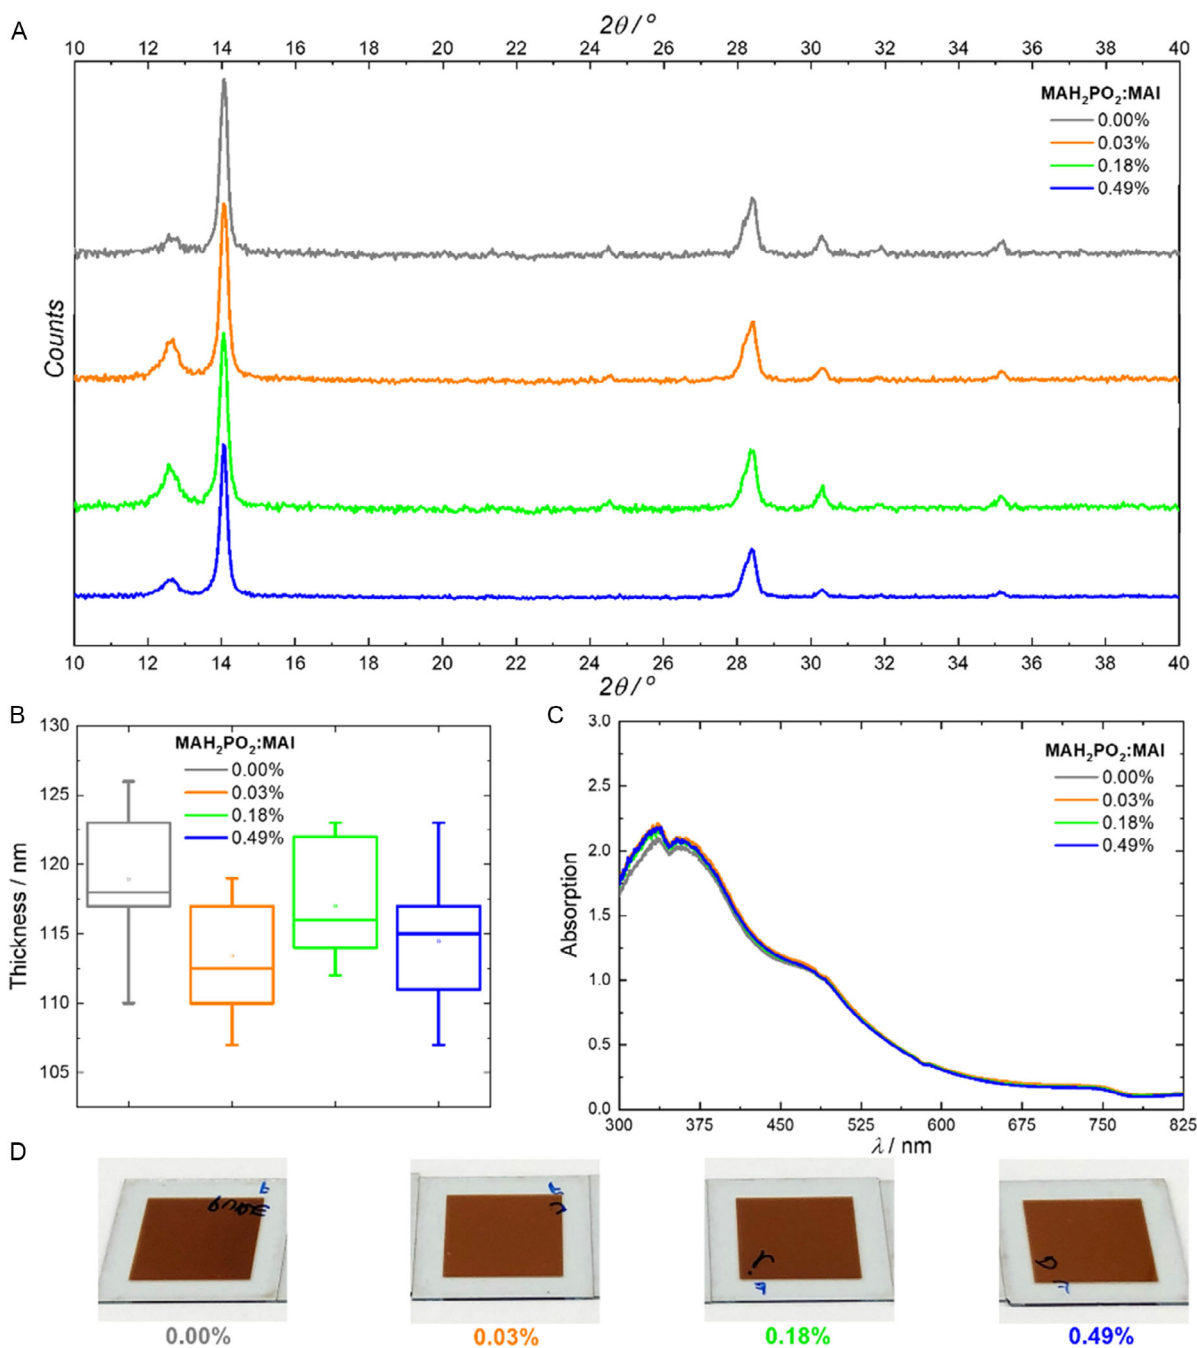 A
2θ / °
10 12 14 16 18 20 22 24 26 28 30 32 34 36 38 40
MAH₂PO₂:MAI
0.00%
0.03%
0.18%
0.49%
Counts
10 12 14 16 18 20 22 24 26 28 30 32 34 36 38 40
2θ / °
B
130
125
120
115
110
105
Thickness / nm
MAH₂PO₂:MAI
0.00%
0.03%
0.18%
0.49%
C
3.0
2.5
2.0
1.5
1.0
0.5
0.0
Absorption
MAH₂PO₂:MAI
0.00%
0.03%
0.18%
0.49%
300 375 450 525 600 675 750 825
λ / nm
D
0.00%
0.03%
0.18%
0.49%